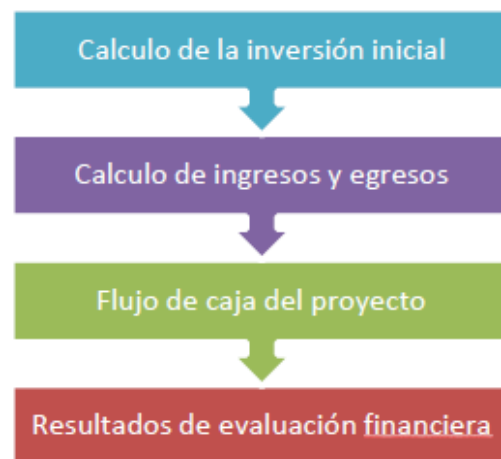 Calculo de la inversión inicial
Calculo de ingresos y egresos
Flujo de caja del proyecto
Resultados de evaluación financiera